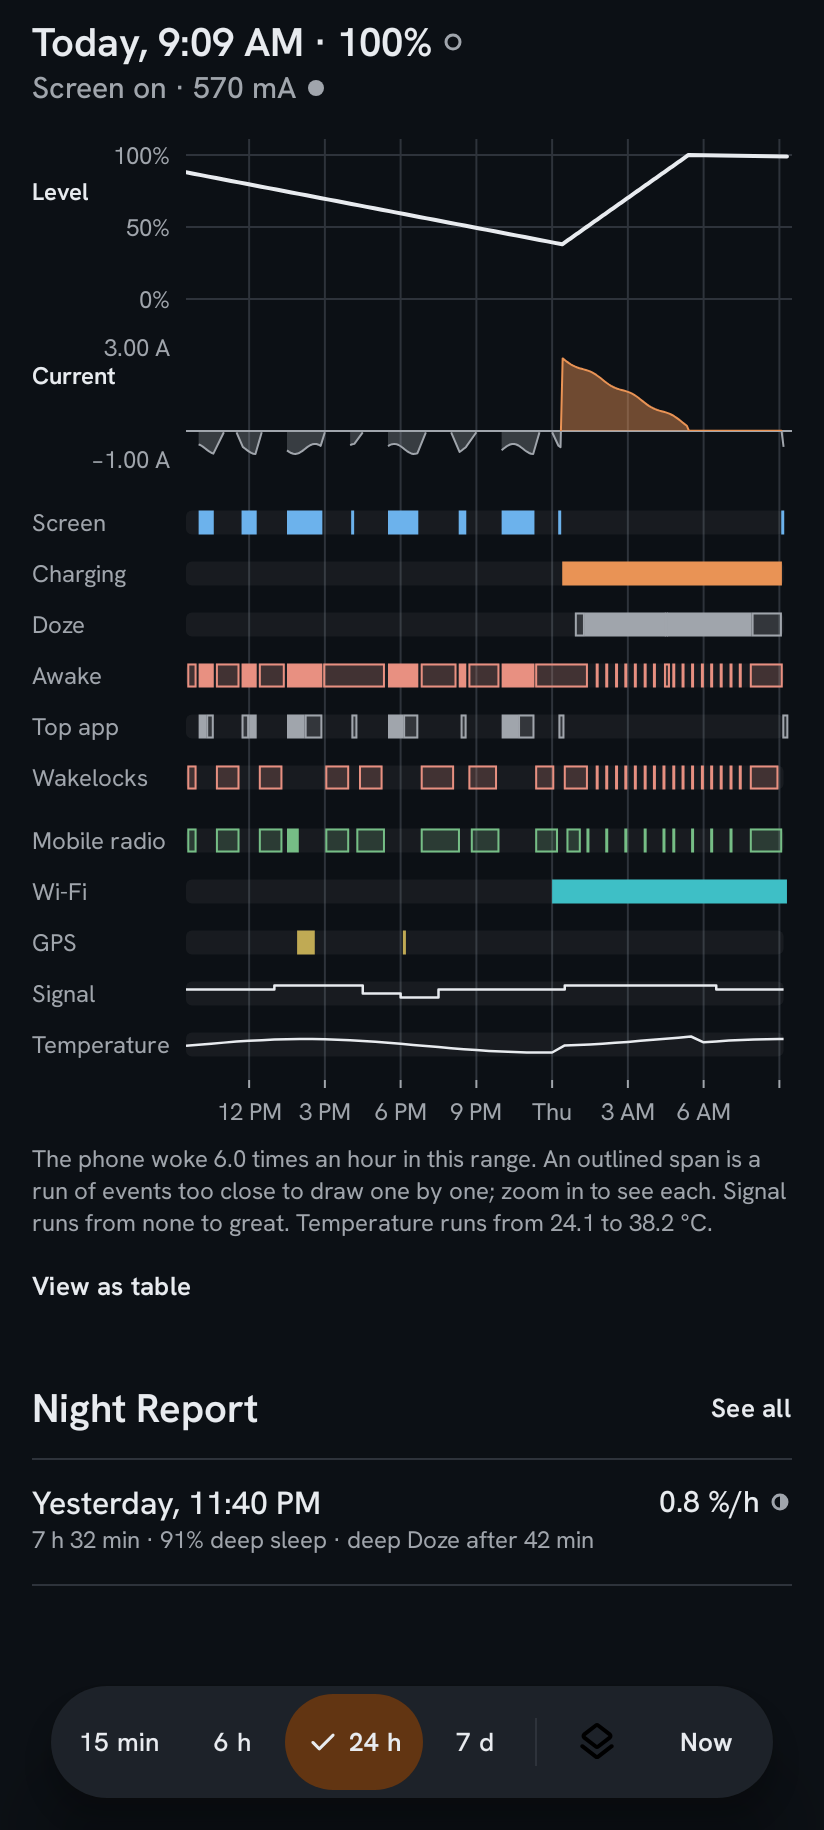 Today, 9:09 AM · 100%
Screen on · 570 mA
100%
Level
50%
0%
3.00 A
Current
−1.00 A
Screen
Charging
Doze
Awake
Top app
Wakelocks
Mobile radio
Wi-Fi
GPS
Signal
Temperature
12 PM 3 PM 6 PM 9 PM Thu 3 AM 6 AM
The phone woke 6.0 times an hour in this range. An outlined span is a
run of events too close to draw one by one; zoom in to see each. Signal
runs from none to great. Temperature runs from 24.1 to 38.2 °C.
View as table
Night Report See all
Yesterday, 11:40 PM 0.8 %/h
7 h 32 min · 91% deep sleep · deep Doze after 42 min
15 min 6 h 24 h 7 d Now